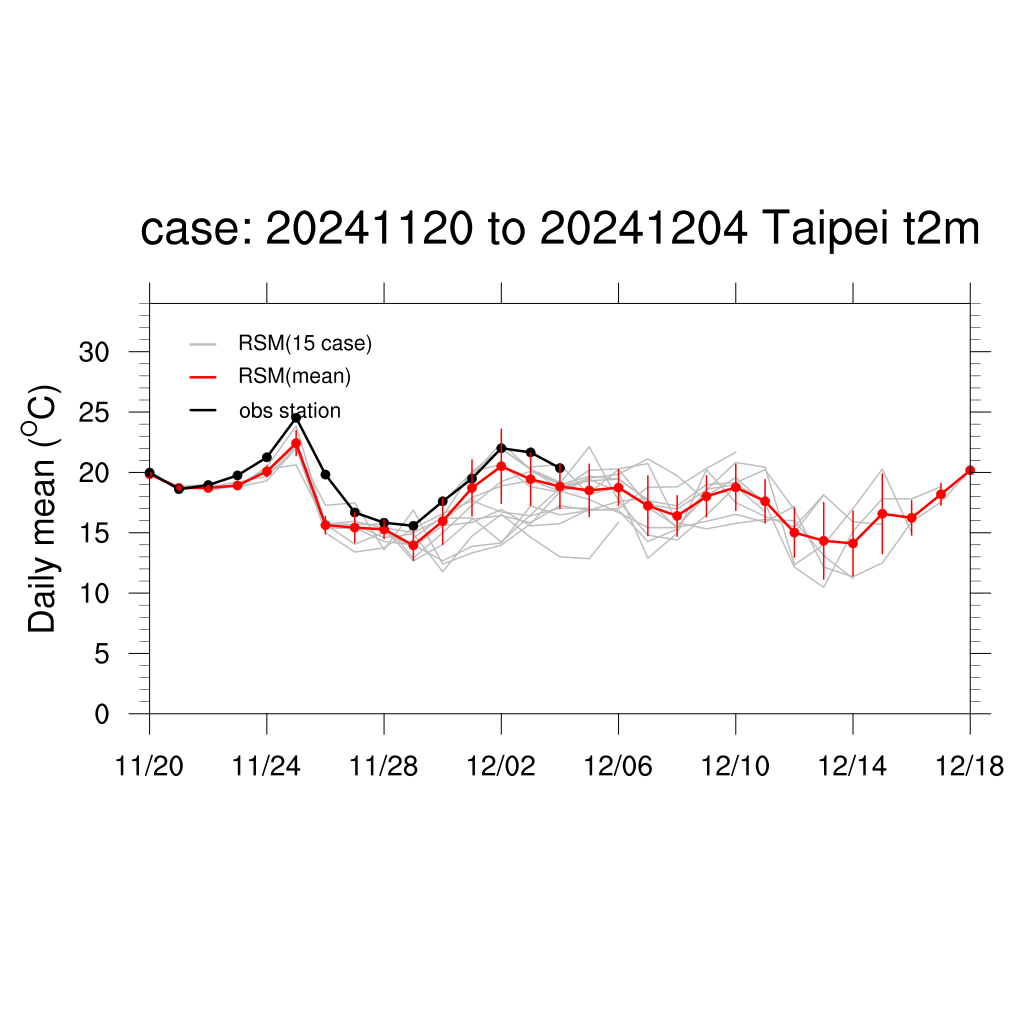 case: 20241120 to 20241204 Taipei t2m
RSM(15 case)
RSM(mean)
obs station
Daily mean (°C)
30
25
20
15
10
5
0
11/20 11/24 11/28 12/02 12/06 12/10 12/14 12/18